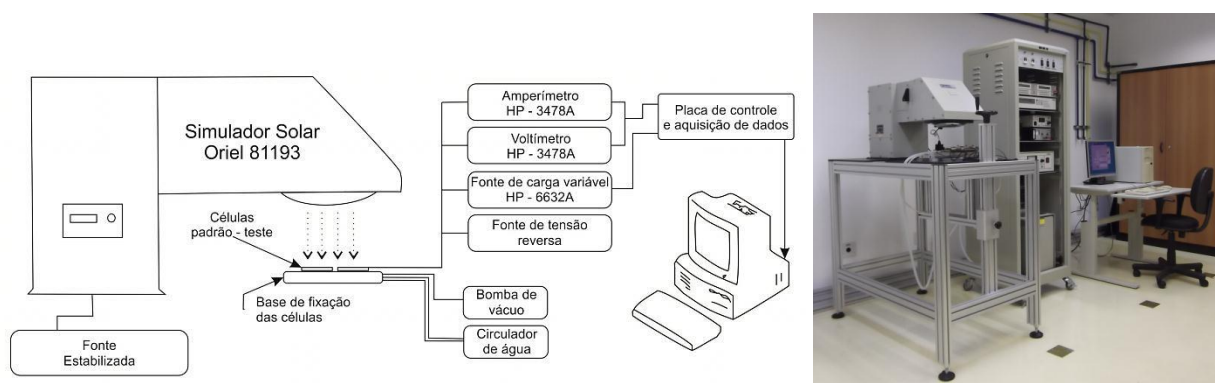 Simulador Solar
Oriel 81193
Células
padrão - teste
Base de fixação
das células
Fonte
Estabilizada
Amperímetro
HP - 3478A
Voltímetro
HP - 3478A
Fonte de carga variável
HP - 6632A
Fonte de tensão
reversa
Bomba de
vácuo
Circulador
de água
Placa de controle
e aquisição de dados